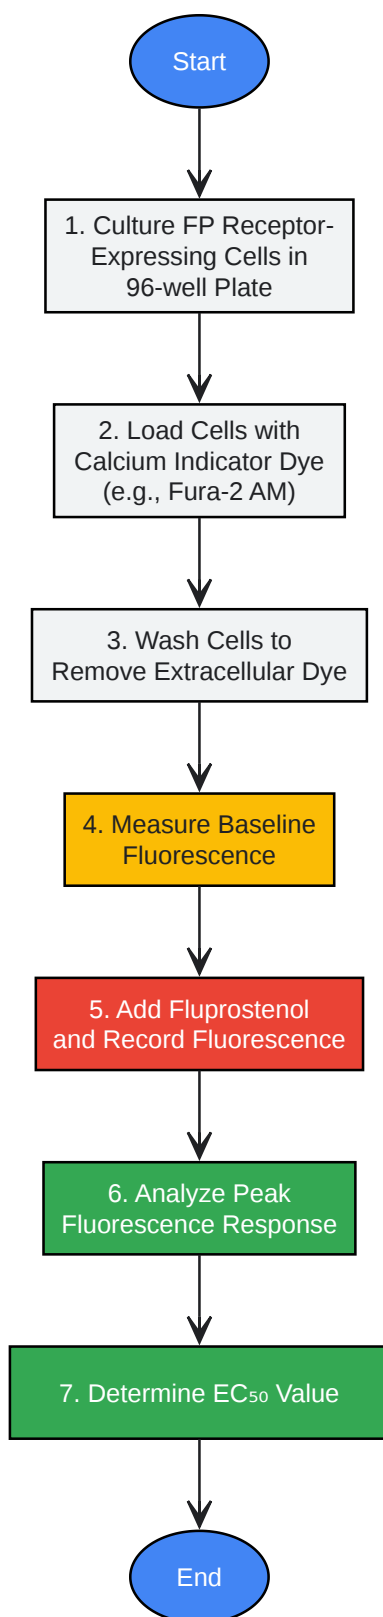 Start
1. Culture FP Receptor-
Expressing Cells in
96-well Plate
2. Load Cells with
Calcium Indicator Dye
(e.g., Fura-2 AM)
3. Wash Cells to
Remove Extracellular Dye
4. Measure Baseline
Fluorescence
5. Add Fluprostenol
and Record Fluorescence
6. Analyze Peak
Fluorescence Response
7. Determine EC₅₀ Value
End